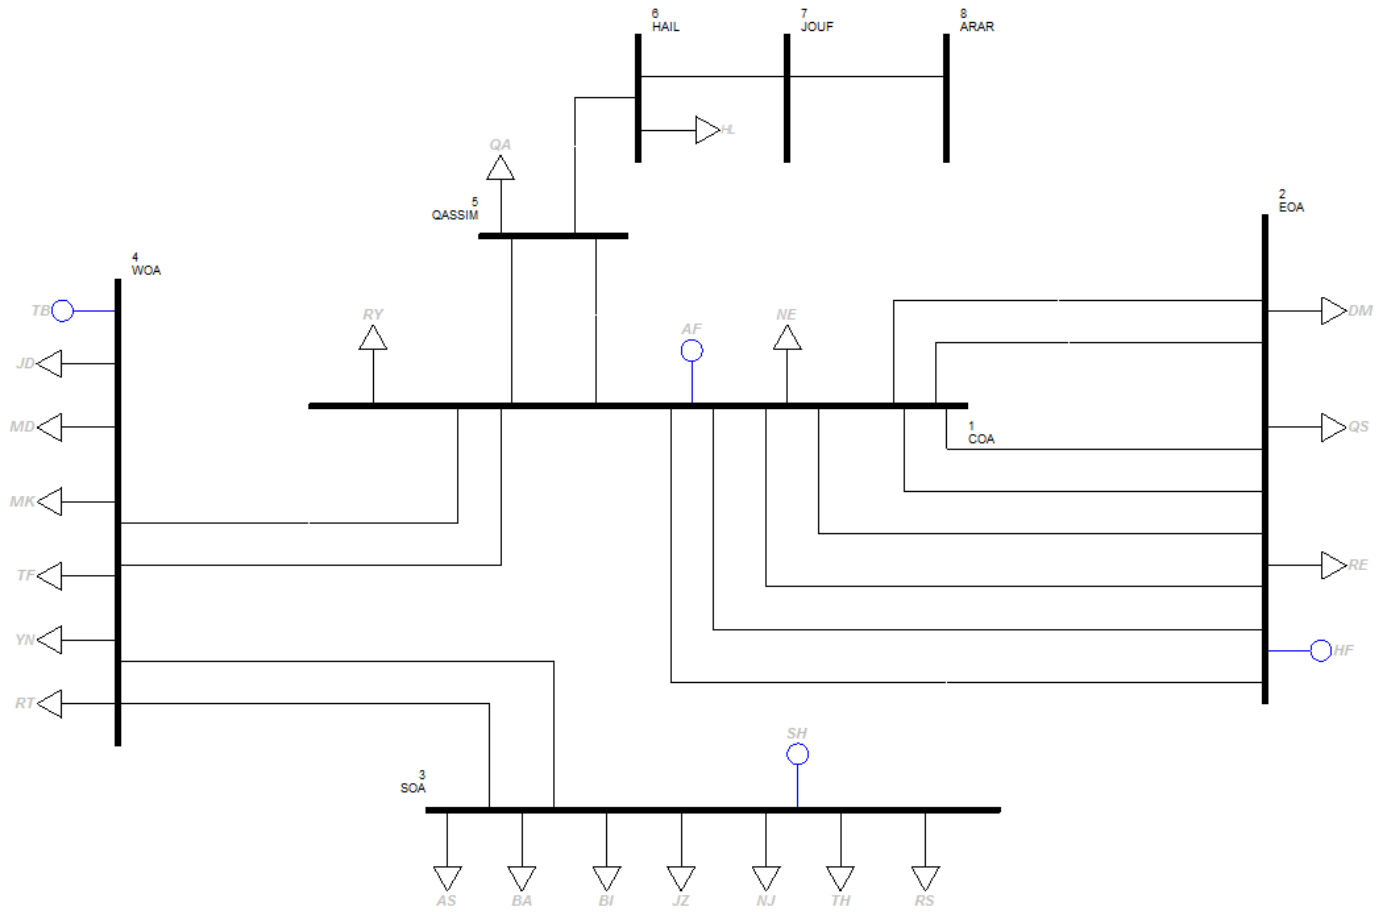 6
HAIL
7
JOUF
8
ARAR
HL
QA
5
QASSIM
2
EOA
4
WOA
TB
RY
AF
NE
DM
JD
MD
1
COA
QS
MK
TF
RE
YN
HF
RT
SH
3
SOA
AS
BA
BI
JZ
NJ
TH
RS